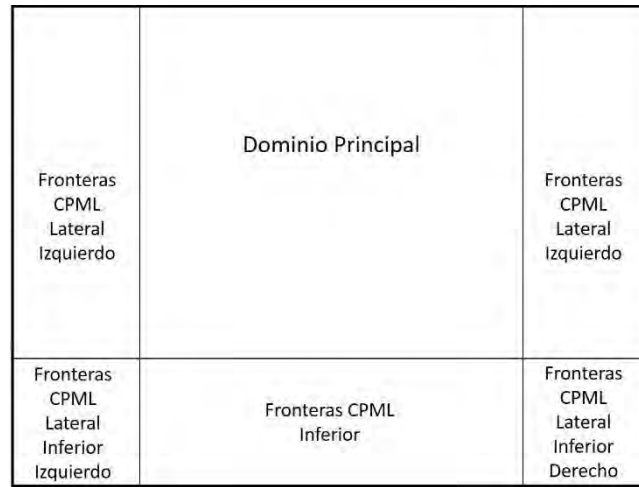 Dominio Principal
Fronteras
CPML
Lateral
Izquierdo
Fronteras
CPML
Lateral
Izquierdo
Fronteras
CPML
Lateral
Inferior
Izquierdo
Fronteras CPML
Inferior
Fronteras
CPML
Lateral
Inferior
Derecho